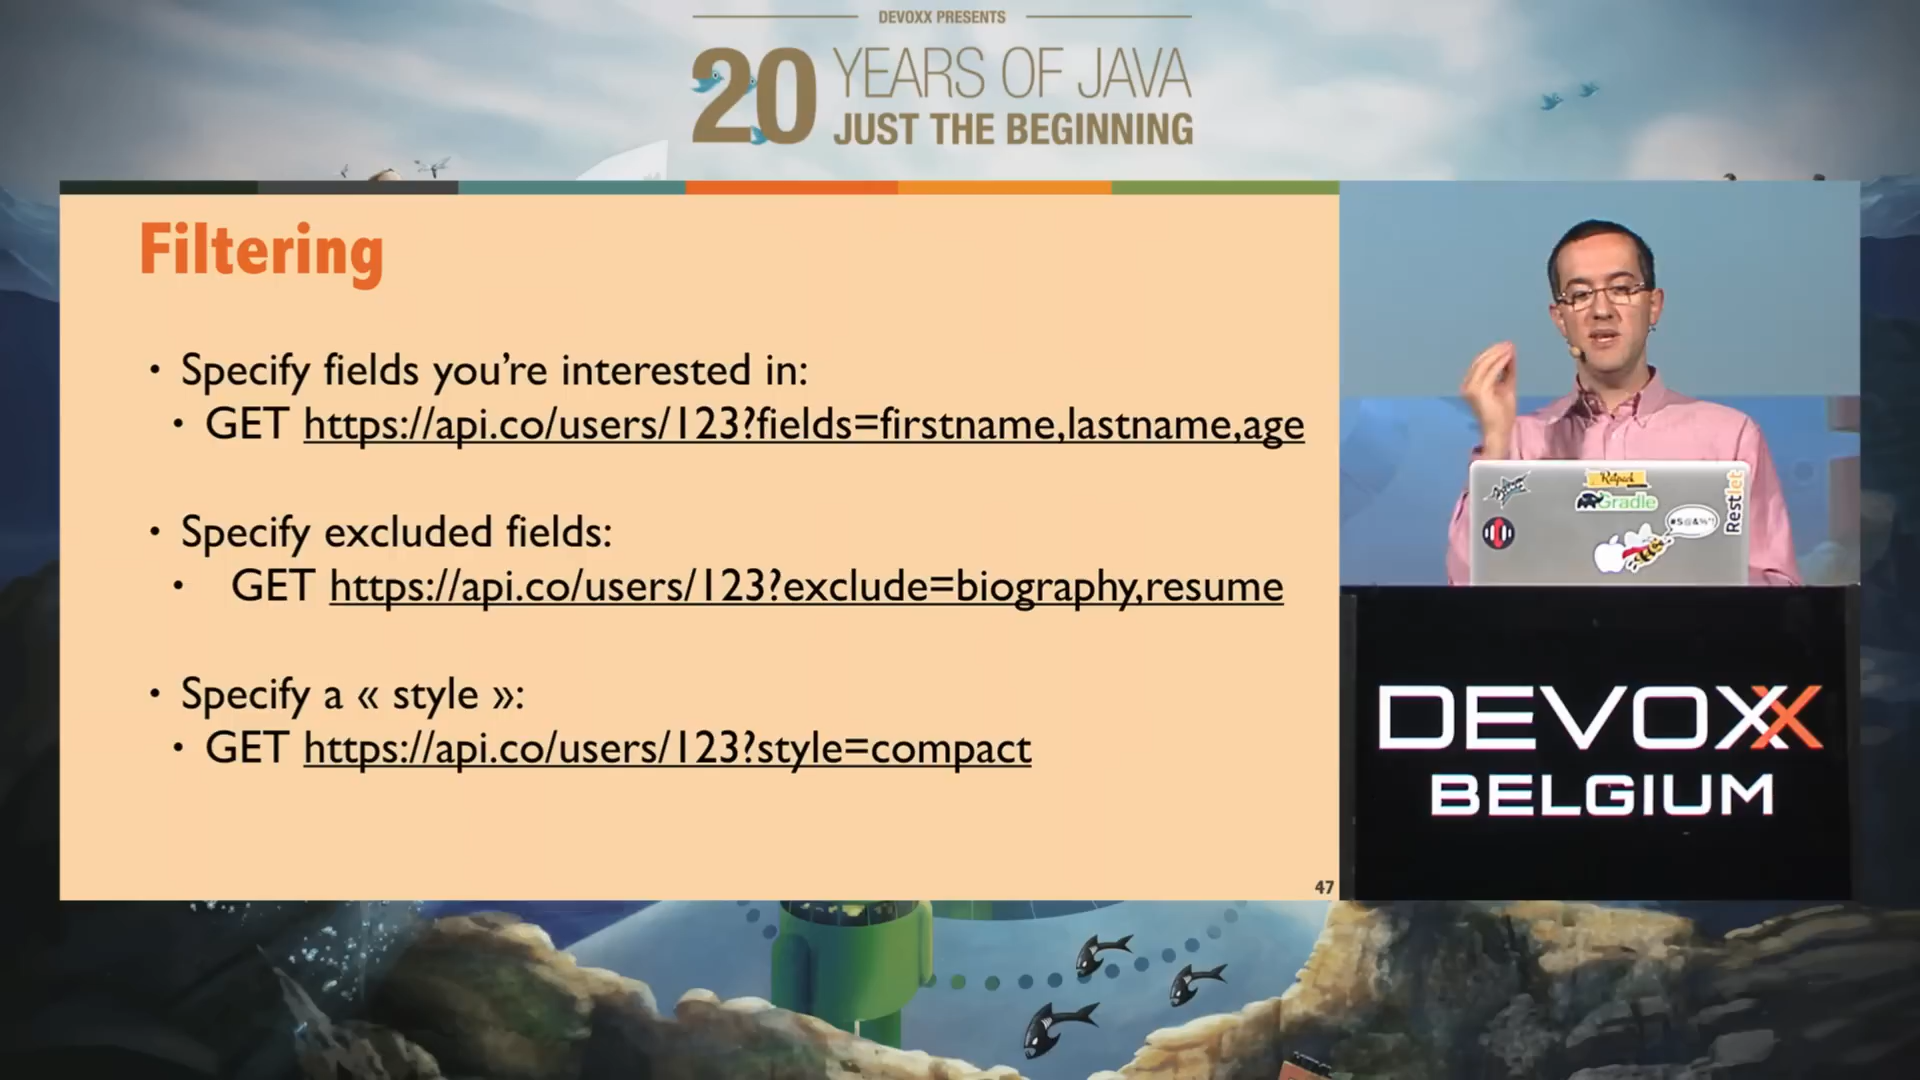 DEVOXX PRESENTS
20 YEARS OF JAVA
JUST THE BEGINNING
Filtering
• Specify fields you’re interested in:
• GET https://api.co/users/123?fields=firstname,lastname,age
• Specify excluded fields:
• GET https://api.co/users/123?exclude=biography,resume
• Specify a « style »:
• GET https://api.co/users/123?style=compact
47
Ratpack
Gradle
#$@&%*!
Restlet
DEVOXX
BELGIUM